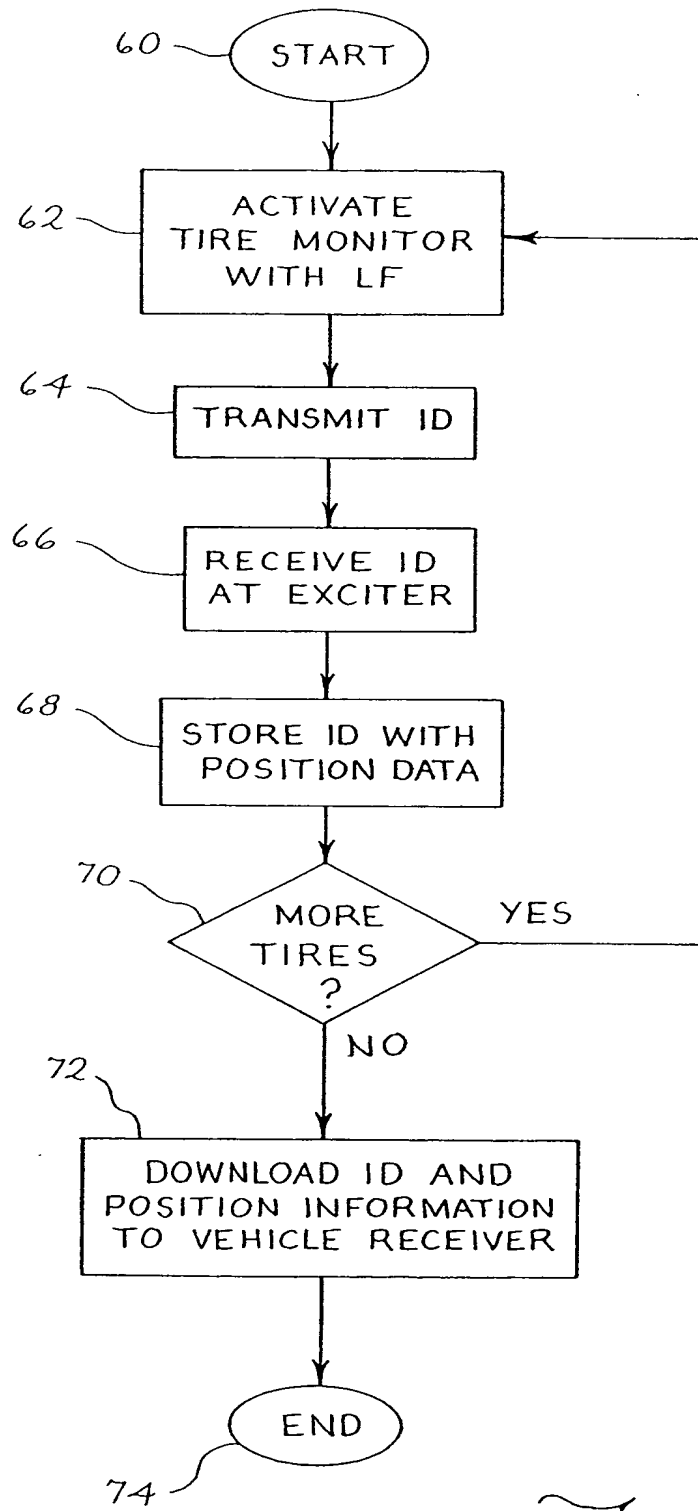 60
START
62
ACTIVATE
TIRE MONITOR
WITH LF
64
TRANSMIT ID
66
RECEIVE ID
AT EXCITER
68
STORE ID WITH
POSITION DATA
70
MORE
TIRES
?
YES
NO
72
DOWNLOAD ID AND
POSITION INFORMATION
TO VEHICLE RECEIVER
END
74